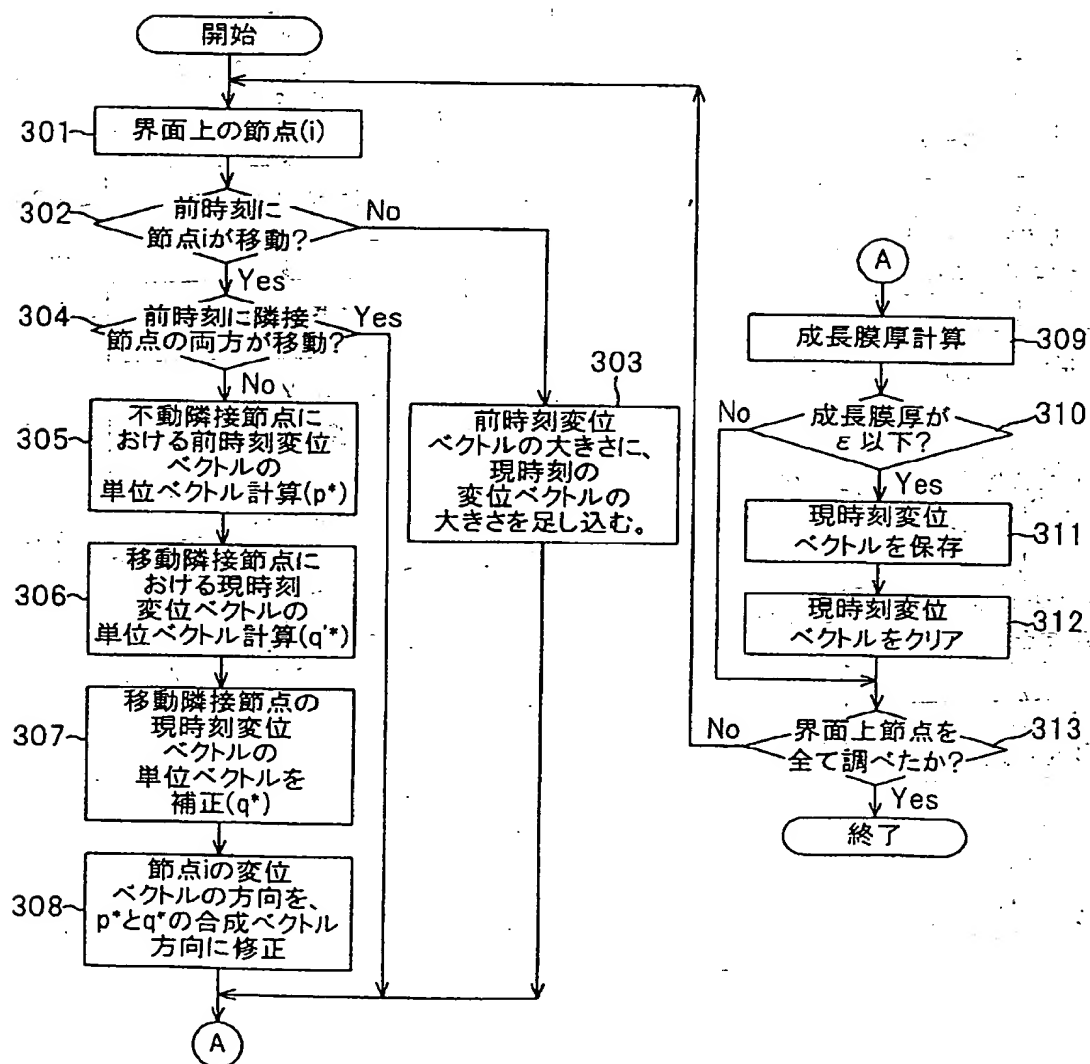 開始
301
界面上の節点(i)
302
前時刻に
節点iが移動?
No
Yes
304
前時刻に隣接
節点の両方が移動?
Yes
No
303
前時刻変位
ベクトルの大きさに、
現時刻の
変位ベクトルの
大きさを足し込む。
305
不動隣接節点に
おける前時刻変位
ベクトルの
単位ベクトル計算(p*)
306
移動隣接節点に
おける現時刻
変位ベクトルの
単位ベクトル計算(q'*)
307
移動隣接節点の
現時刻変位
ベクトルの
単位ベクトルを
補正(q*)
308
節点iの変位
ベクトルの方向を、
p*とq*の合成ベクトル
方向に修正
A
A
成長膜厚計算
309
No
成長膜厚が
ε以下?
310
Yes
現時刻変位
ベクトルを保存
311
現時刻変位
ベクトルをクリア
312
No
界面上節点を
全て調べたか?
313
Yes
終了